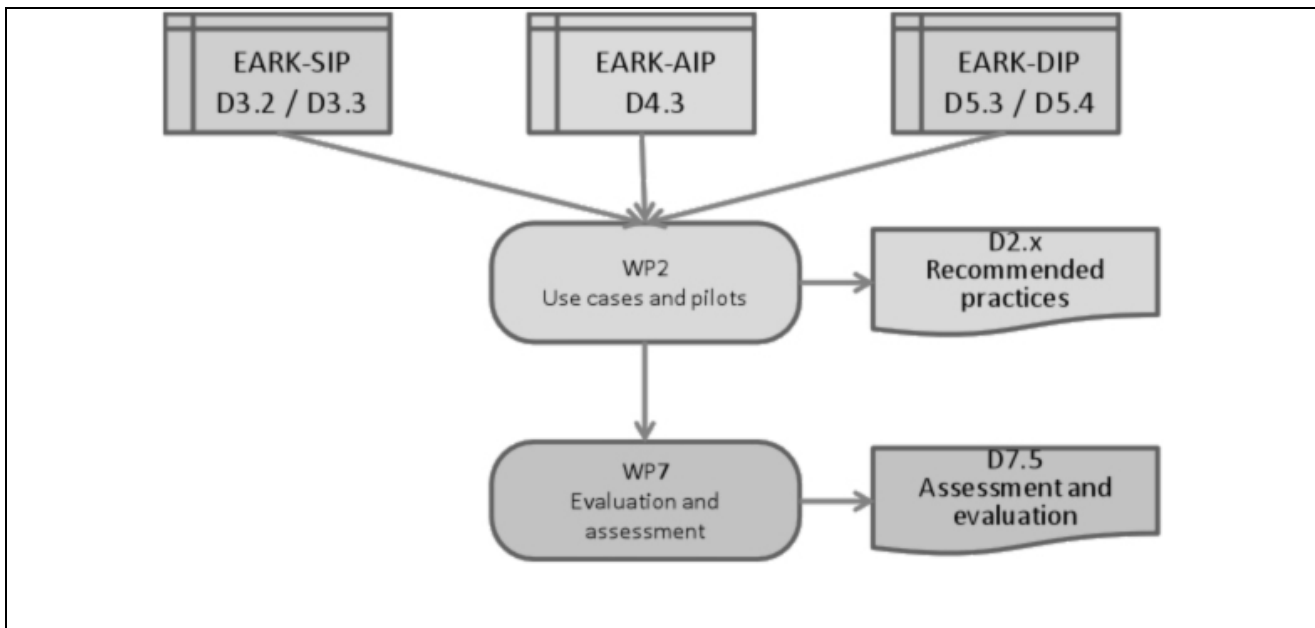 EARK-SIP
D3.2 / D3.3
EARK-AIP
D4.3
EARK-DIP
D5.3 / D5.4
WP2
Use cases and pilots
D2.x
Recommended
practices
WP7
Evaluation and
assessment
D7.5
Assessment and
evaluation